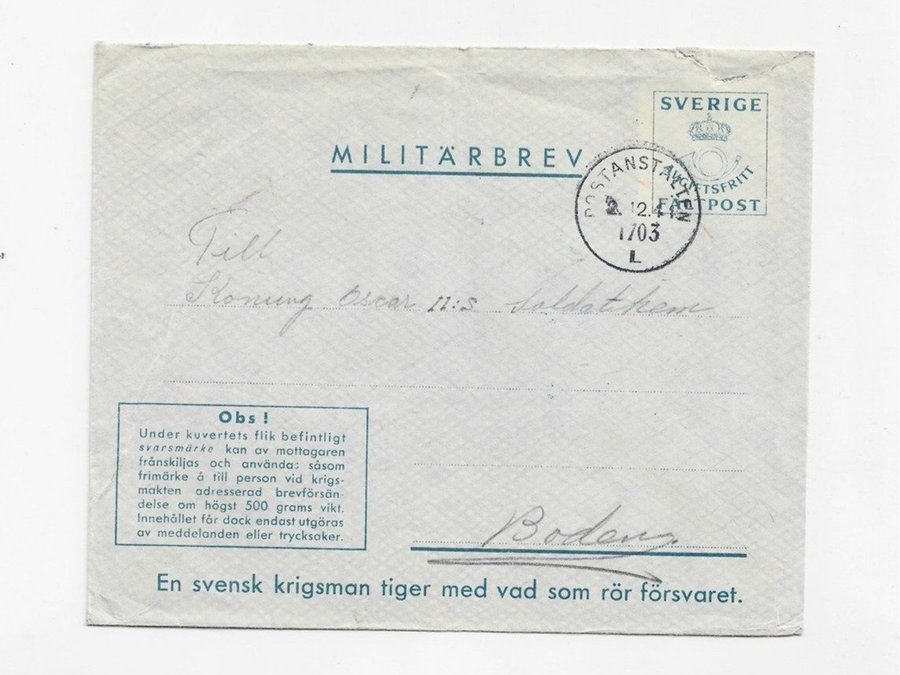 SVERIGE
AVGIFTSFRITT
FÄLTPOST
MILITÄRBREV
POSTANSTALTEN
2.12.44
1703
L
Till
Konung Oscar II:s Soldathem
Boden.
Obs!
Under kuvertets flik befintligt
svarsmärke kan av mottagaren
frånskiljas och användas såsom
frimärke å till person vid krigs-
makten adresserad brevförsän-
delse om högst 500 grams vikt.
Innehållet får dock endast utgöras
av meddelanden eller trycksaker.
En svensk krigsman tiger med vad som rör försvaret.